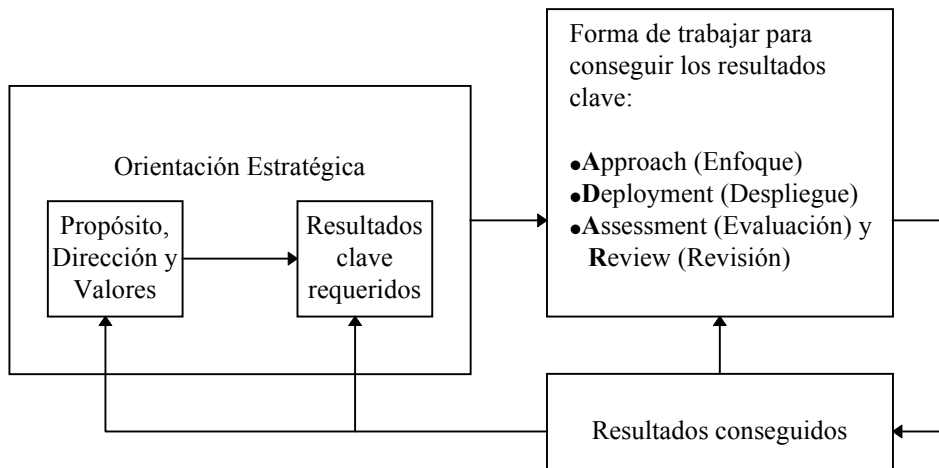 Orientación Estratégica
Propósito,
Dirección y
Valores
Resultados
clave
requeridos
Forma de trabajar para
conseguir los resultados
clave:
●Approach (Enfoque)
●Deployment (Despliegue)
●Assessment (Evaluación) y
Review (Revisión)
Resultados conseguidos